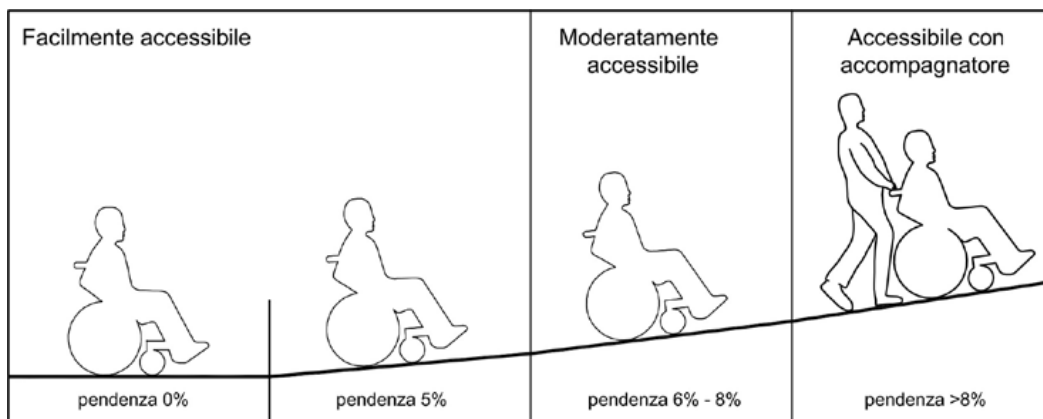 Facilmente accessibile
Moderatamente
accessibile
Accessibile con
accompagnatore
pendenza 0%
pendenza 5%
pendenza 6% - 8%
pendenza >8%